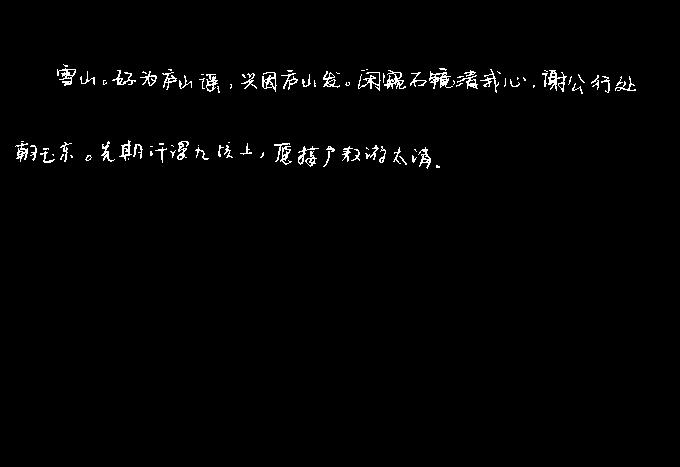 雪山。好为庐山谣，兴因庐山发。闲窥石镜清我心，谢公行处
朝玉京。先期汗漫九垓上，愿接卢敖游太清.